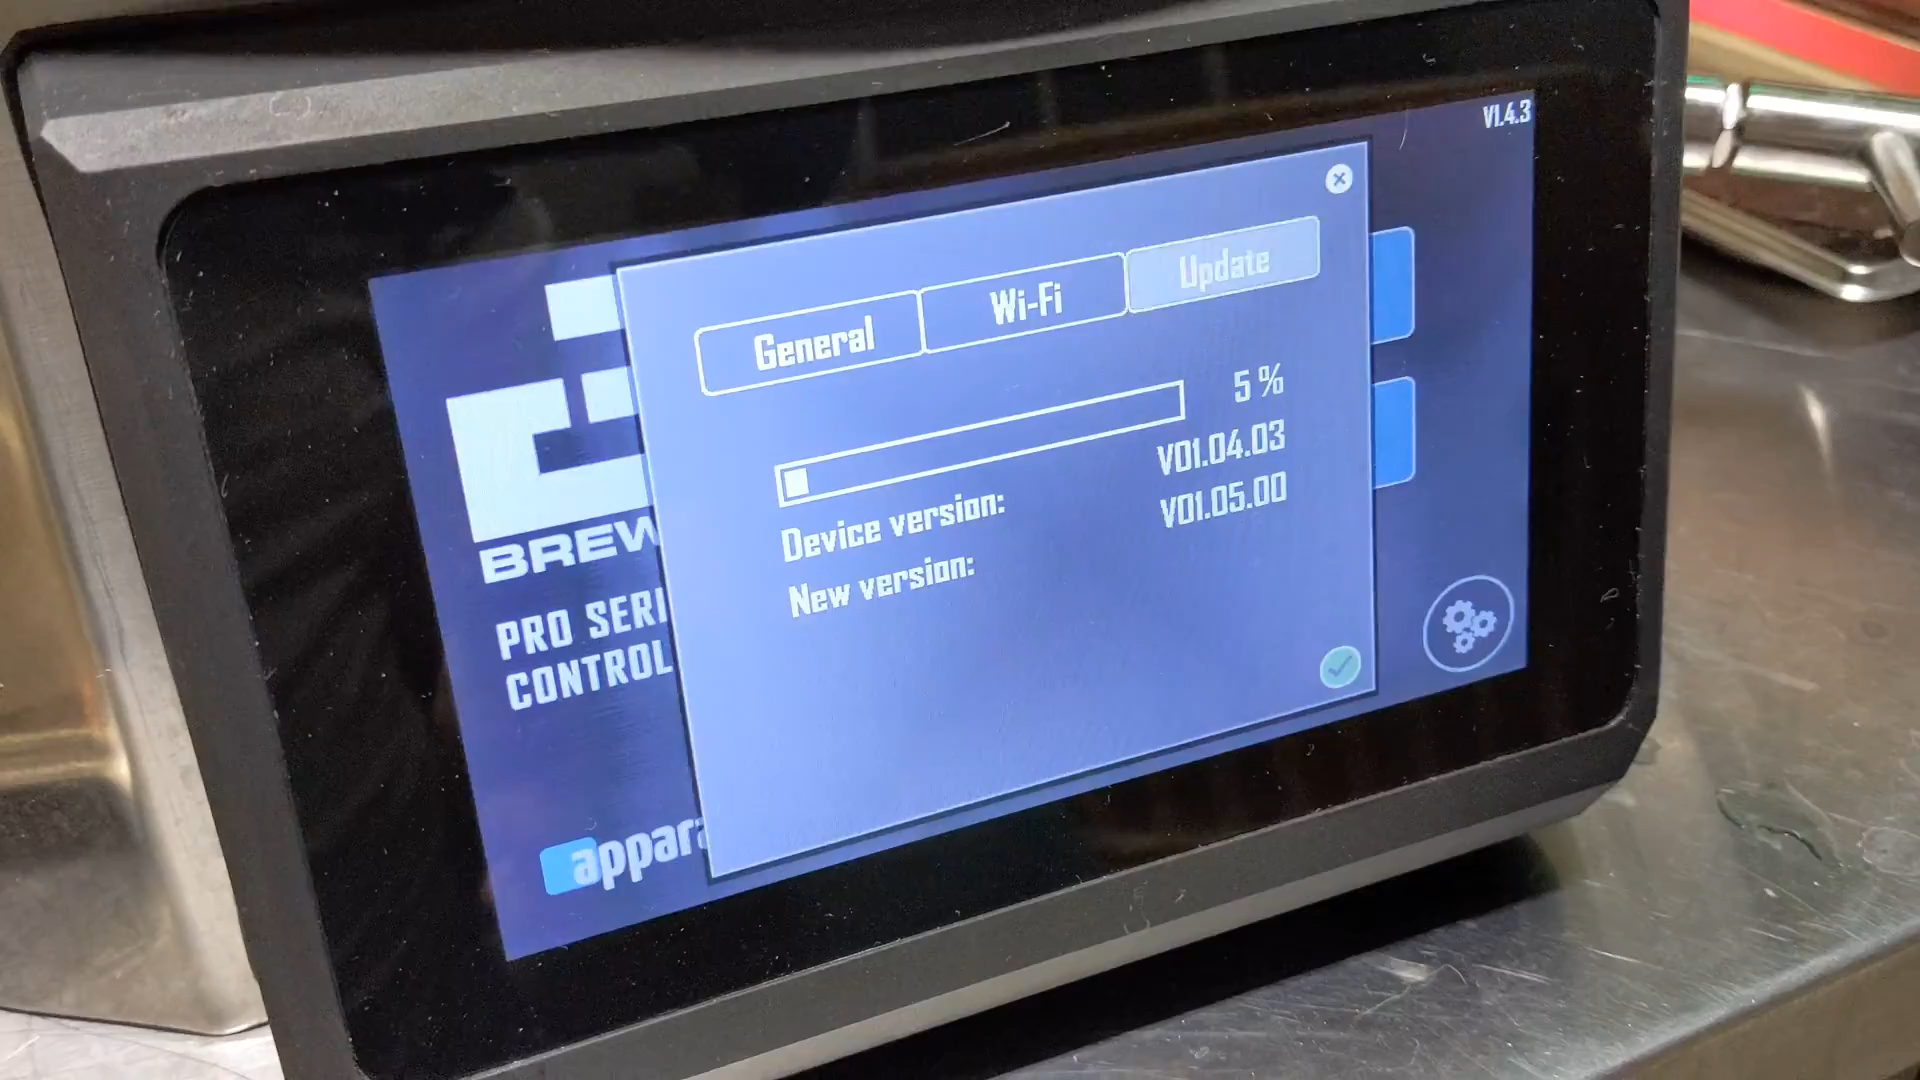 V1.4.3
General
Wi-Fi
Update
5 %
Device version: V01.04.03
New version: V01.05.00
BREW
PRO SERI
CONTROL
appara